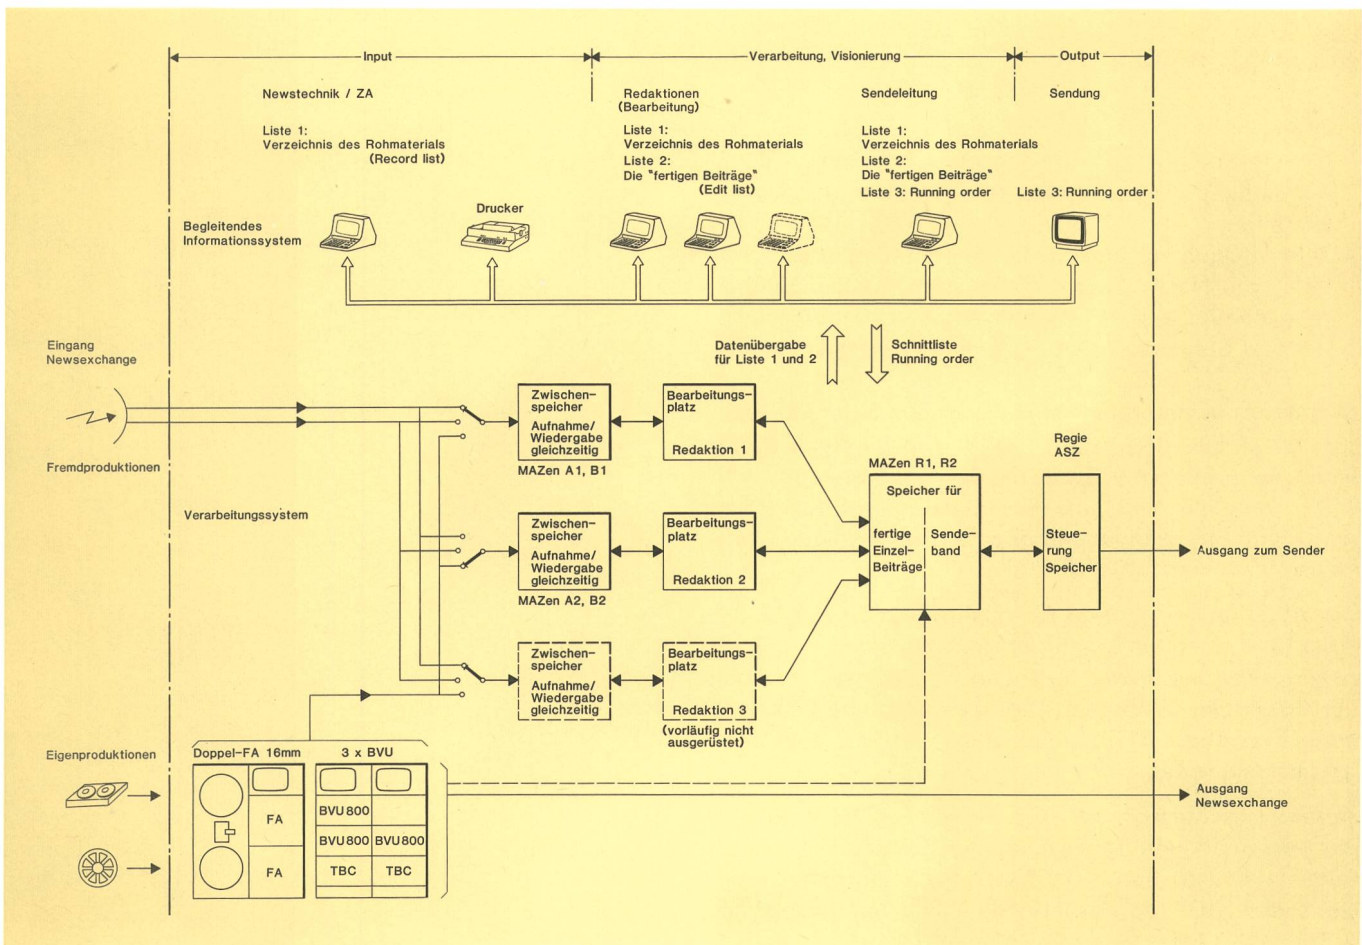 Input
Verarbeitung, Visionierung
Output
Newstechnik / ZA
Redaktionen
(Bearbeitung)
Sendeleitung
Sendung
Liste 1:
Verzeichnis des Rohmaterials
(Record list)
Liste 1:
Verzeichnis des Rohmaterials
Liste 2:
Die "fertigen Beiträge"
(Edit list)
Liste 1:
Verzeichnis des Rohmaterials
Liste 2:
Die "fertigen Beiträge"
Liste 3: Running order
Liste 3: Running order
Begleitendes
Informationssystem
Drucker
Eingang
Newsexchange
Datenübergabe
für Liste 1 und 2
Schnittliste
Running order
Fremdproduktionen
Zwischen-
speicher
Aufnahme/
Wiedergabe
gleichzeitig
MAZen A1, B1
Bearbeitungs-
platz
Redaktion 1
Verarbeitungssystem
Zwischen-
speicher
Aufnahme/
Wiedergabe
gleichzeitig
MAZen A2, B2
Bearbeitungs-
platz
Redaktion 2
MAZen R1, R2
Speicher für
fertige
Einzel-
Beiträge
Sende-
band
Regie
ASZ
Steue-
rung
Speicher
Ausgang zum Sender
Zwischen-
speicher
Aufnahme/
Wiedergabe
gleichzeitig
Bearbeitungs-
platz
Redaktion 3
(vorläufig nicht
ausgerüstet)
Eigenproduktionen
Doppel-FA 16mm
3 x BVU
FA
FA
BVU800
BVU800
BVU800
TBC
TBC
Ausgang
Newsexchange